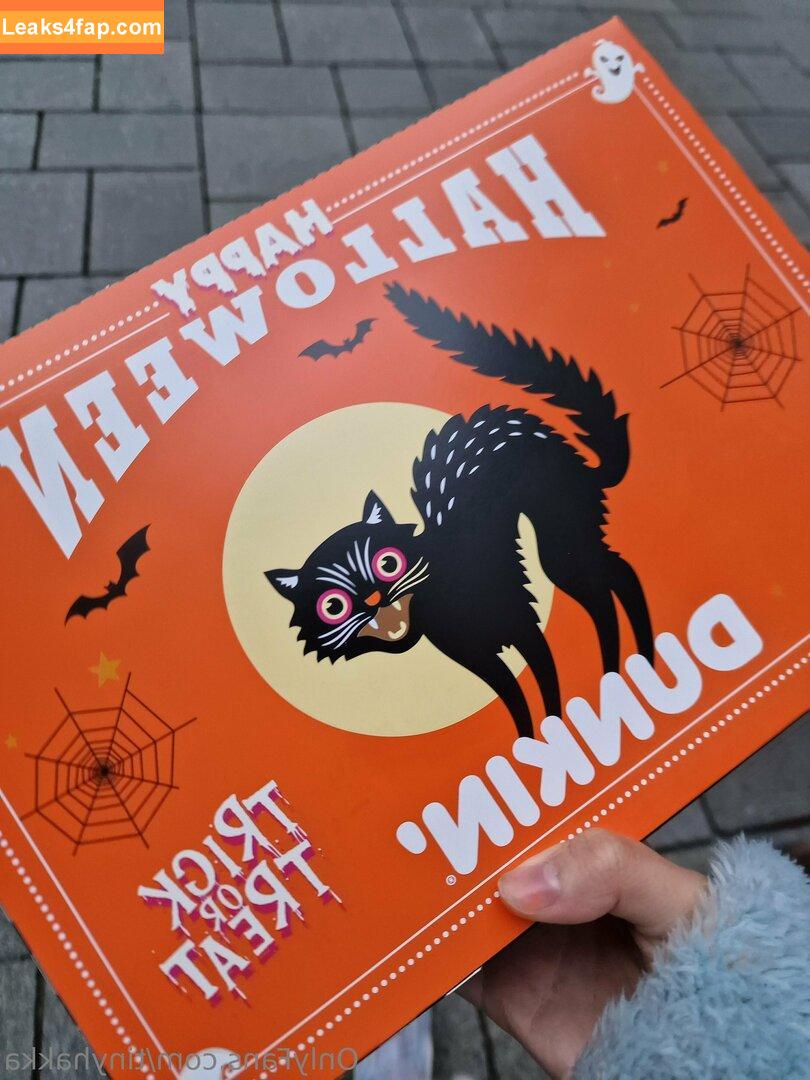 Leaks4fap.com
HAPPY
HALLOWEEN
DUNKIN.®
TRICK
OR
TREAT
OnlyFans.com/tinyhakka